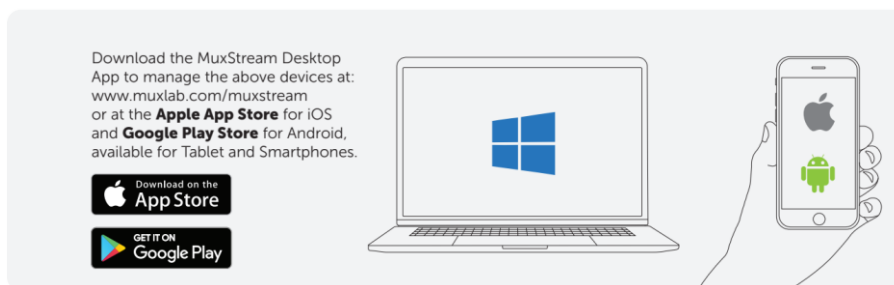 Download the MuxStream Desktop
App to manage the above devices at:
www.muxlab.com/muxstream
or at the Apple App Store for iOS
and Google Play Store for Android,
available for Tablet and Smartphones.
Download on the
App Store
GET IT ON
Google Play